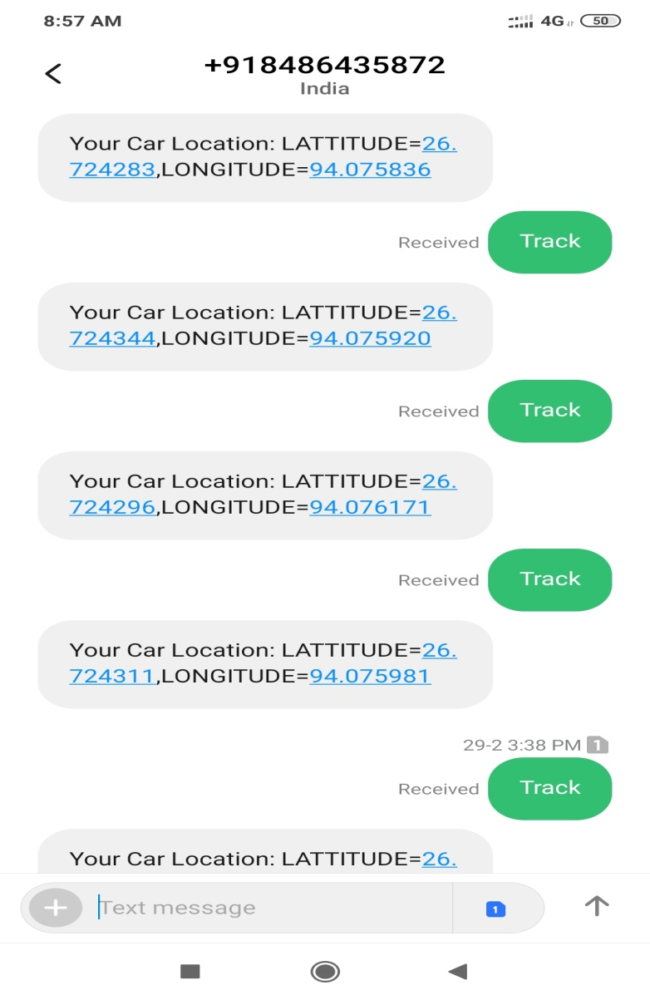 8:57 AM 4G 50
+918486435872
India
Your Car Location: LATTITUDE=26.
724283,LONGITUDE=94.075836
Received Track
Your Car Location: LATTITUDE=26.
724344,LONGITUDE=94.075920
Received Track
Your Car Location: LATTITUDE=26.
724296,LONGITUDE=94.076171
Received Track
Your Car Location: LATTITUDE=26.
724311,LONGITUDE=94.075981
29-2 3:38 PM 1
Received Track
Your Car Location: LATTITUDE=26.
Text message 1